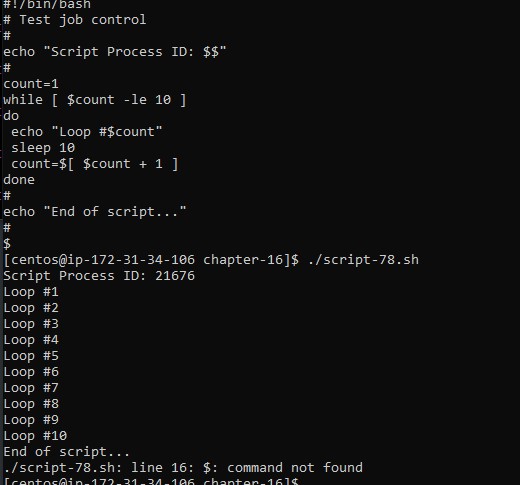 #!/bin/bash
# Test job control
#
echo "Script Process ID: $$"
#
count=1
while [ $count -le 10 ]
do
 echo "Loop #$count"
 sleep 10
 count=$[ $count + 1 ]
done
#
echo "End of script..."
#
$
[centos@ip-172-31-34-106 chapter-16]$ ./script-78.sh
Script Process ID: 21676
Loop #1
Loop #2
Loop #3
Loop #4
Loop #5
Loop #6
Loop #7
Loop #8
Loop #9
Loop #10
End of script...
./script-78.sh: line 16: $: command not found
[centos@ip-172-31-34-106 chapter-16]$